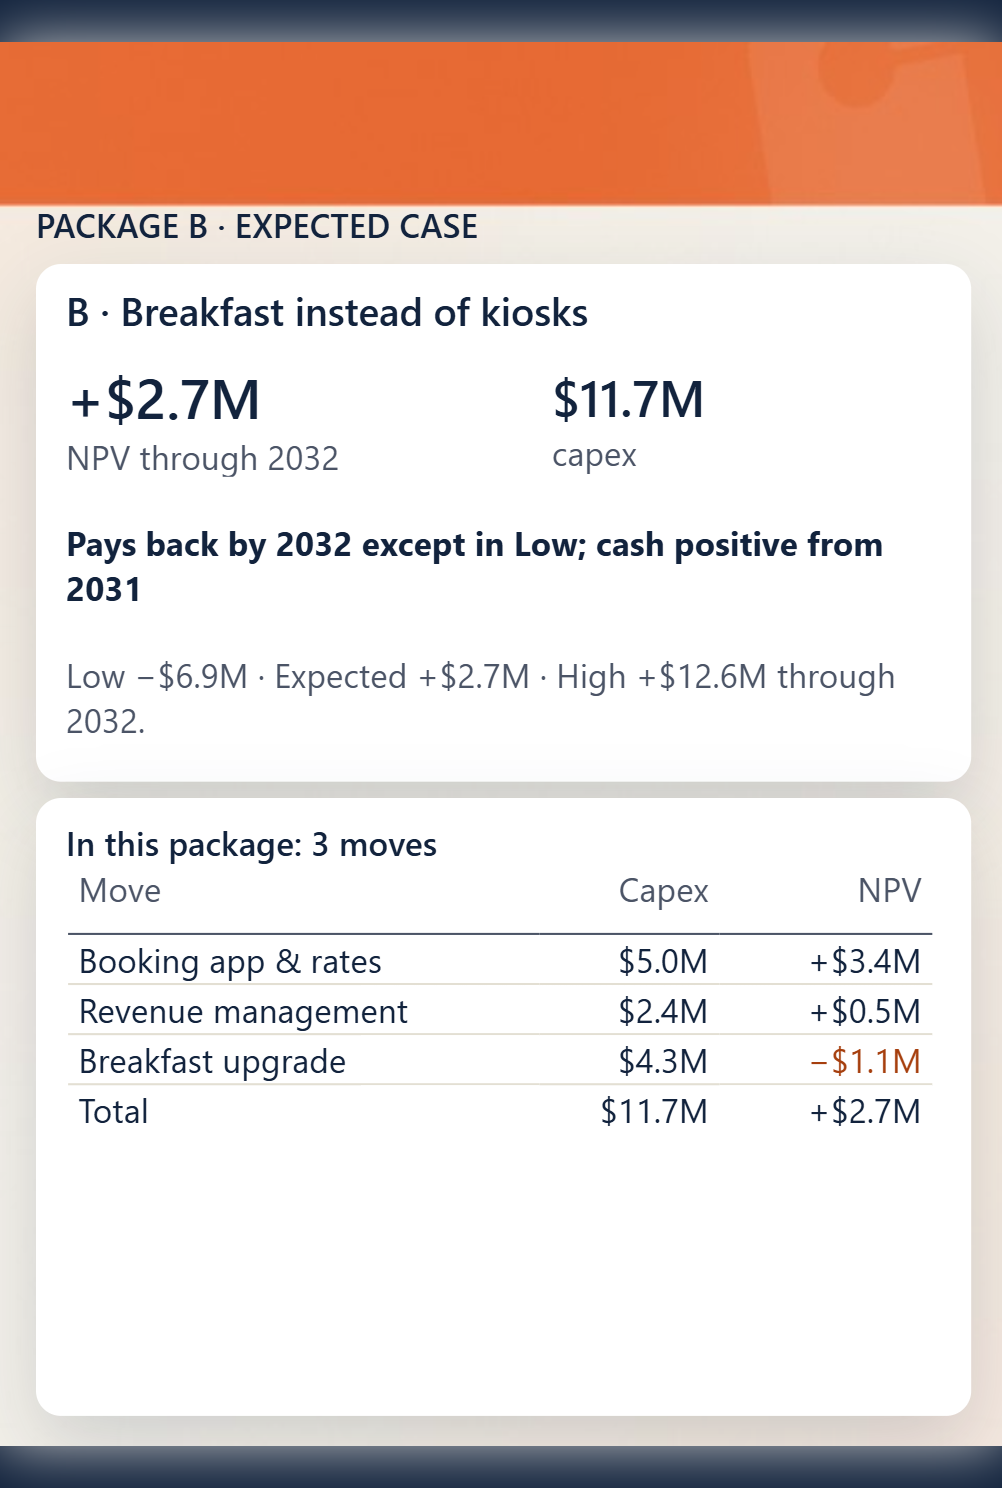 PACKAGE B · EXPECTED CASE
B · Breakfast instead of kiosks
+$2.7M $11.7M
NPV through 2032 capex
Pays back by 2032 except in Low; cash positive from
2031
Low −$6.9M · Expected +$2.7M · High +$12.6M through
2032.
In this package: 3 moves
Move Capex NPV
Booking app & rates $5.0M +$3.4M
Revenue management $2.4M +$0.5M
Breakfast upgrade $4.3M −$1.1M
Total $11.7M +$2.7M